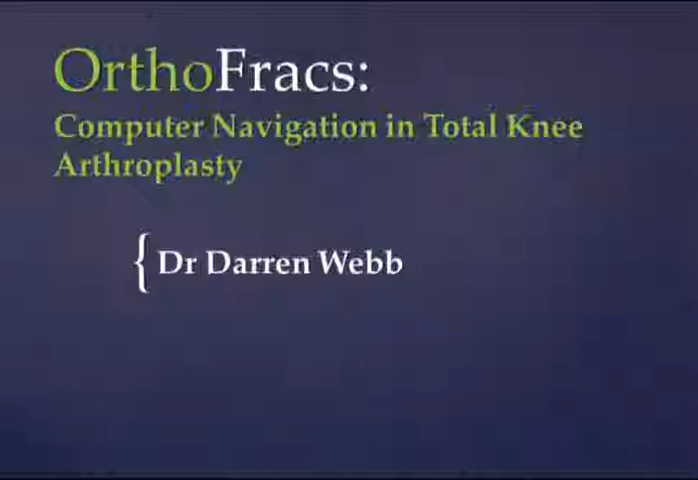 OrthoFracs:
Computer Navigation in Total Knee
Arthroplasty
{ Dr Darren Webb